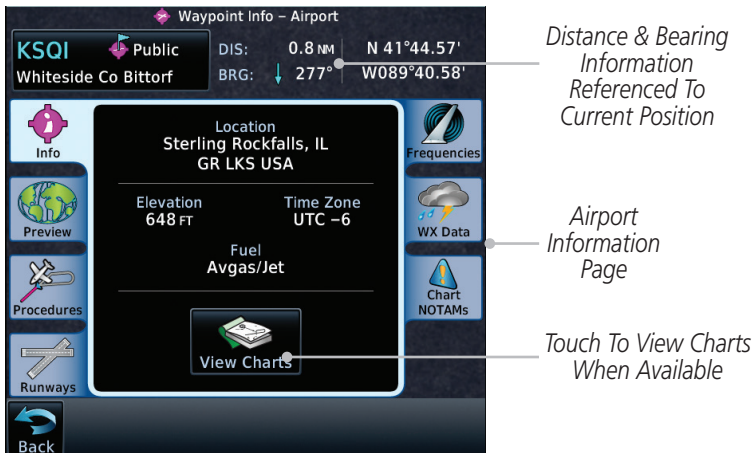 Waypoint Info – Airport
KSQI Public
Whiteside Co Bittorf
DIS: 0.8 NM
BRG: 277°
N 41°44.57'
W089°40.58'
Distance & Bearing
Information
Referenced To
Current Position
Info
Preview
Procedures
Runways
Location
Sterling Rockfalls, IL
GR LKS USA
Elevation
648 FT
Time Zone
UTC –6
Fuel
Avgas/Jet
View Charts
Frequencies
WX Data
Chart
NOTAMs
Airport
Information
Page
Touch To View Charts
When Available
Back